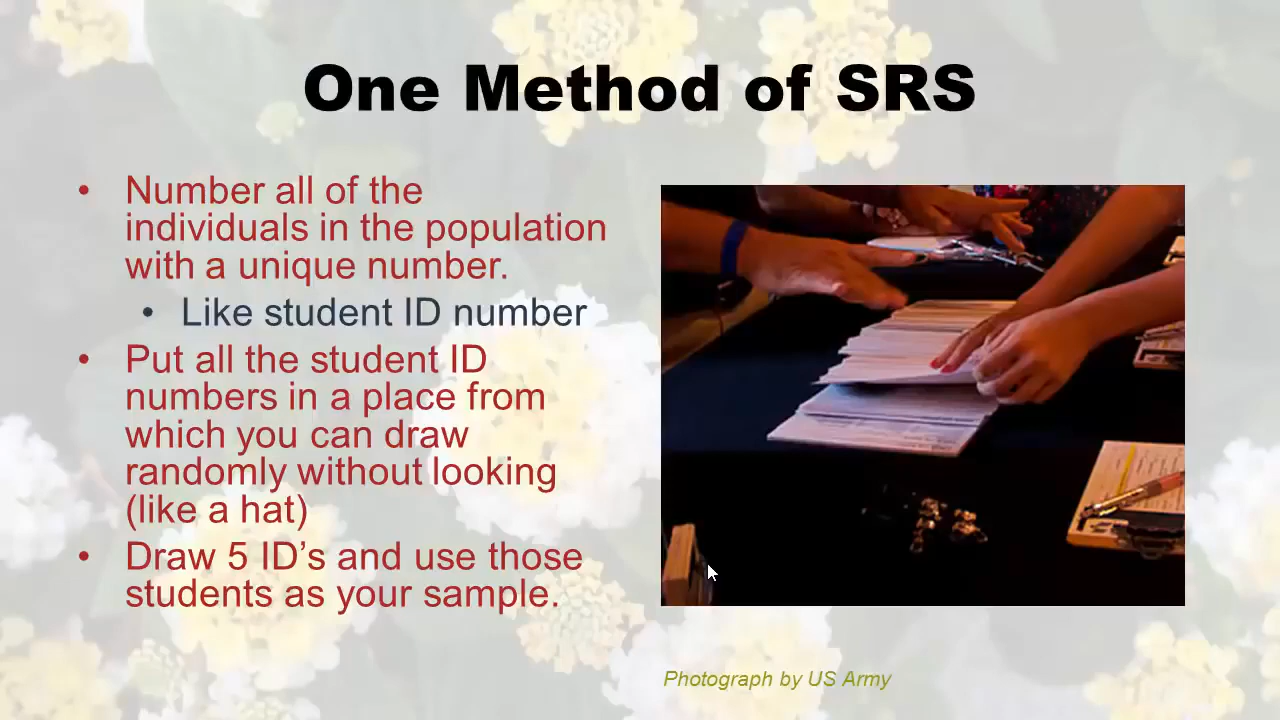 One Method of SRS
• Number all of the
individuals in the population
with a unique number.
• Like student ID number
• Put all the student ID
numbers in a place from
which you can draw
randomly without looking
(like a hat)
• Draw 5 ID’s and use those
students as your sample.
Photograph by US Army